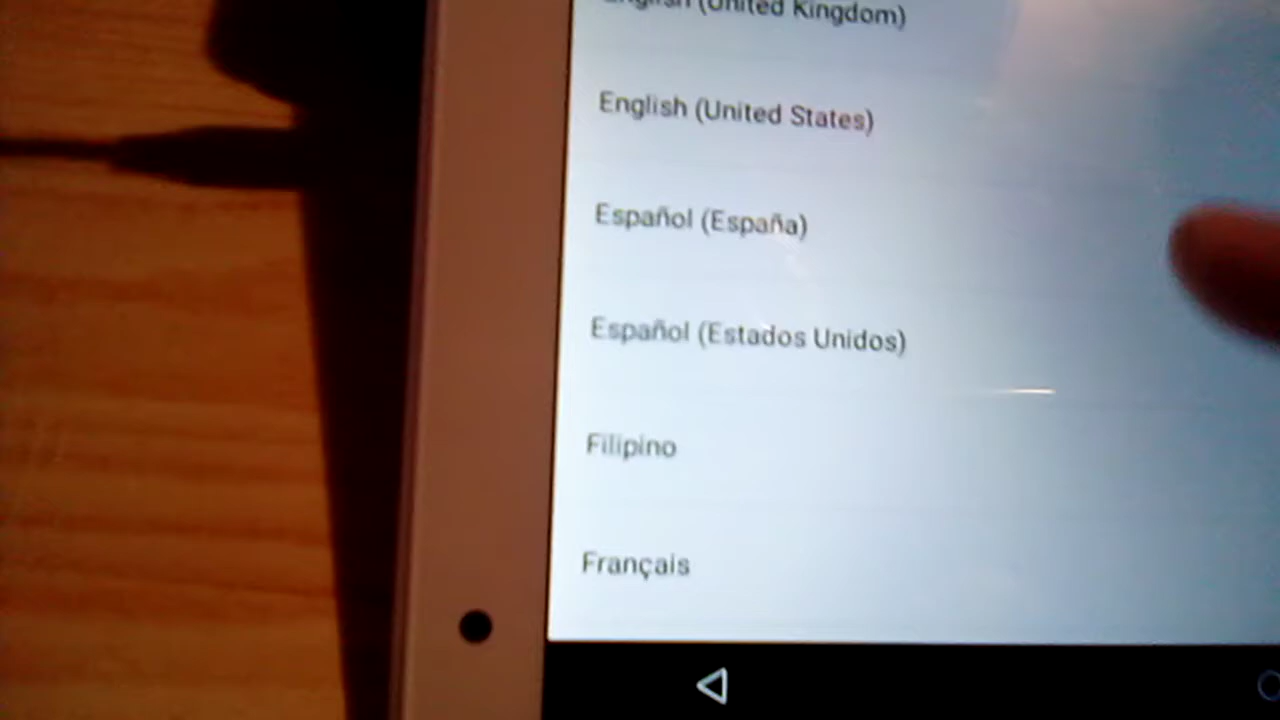 English (United Kingdom)
English (United States)
Español (España)
Español (Estados Unidos)
Filipino
Français